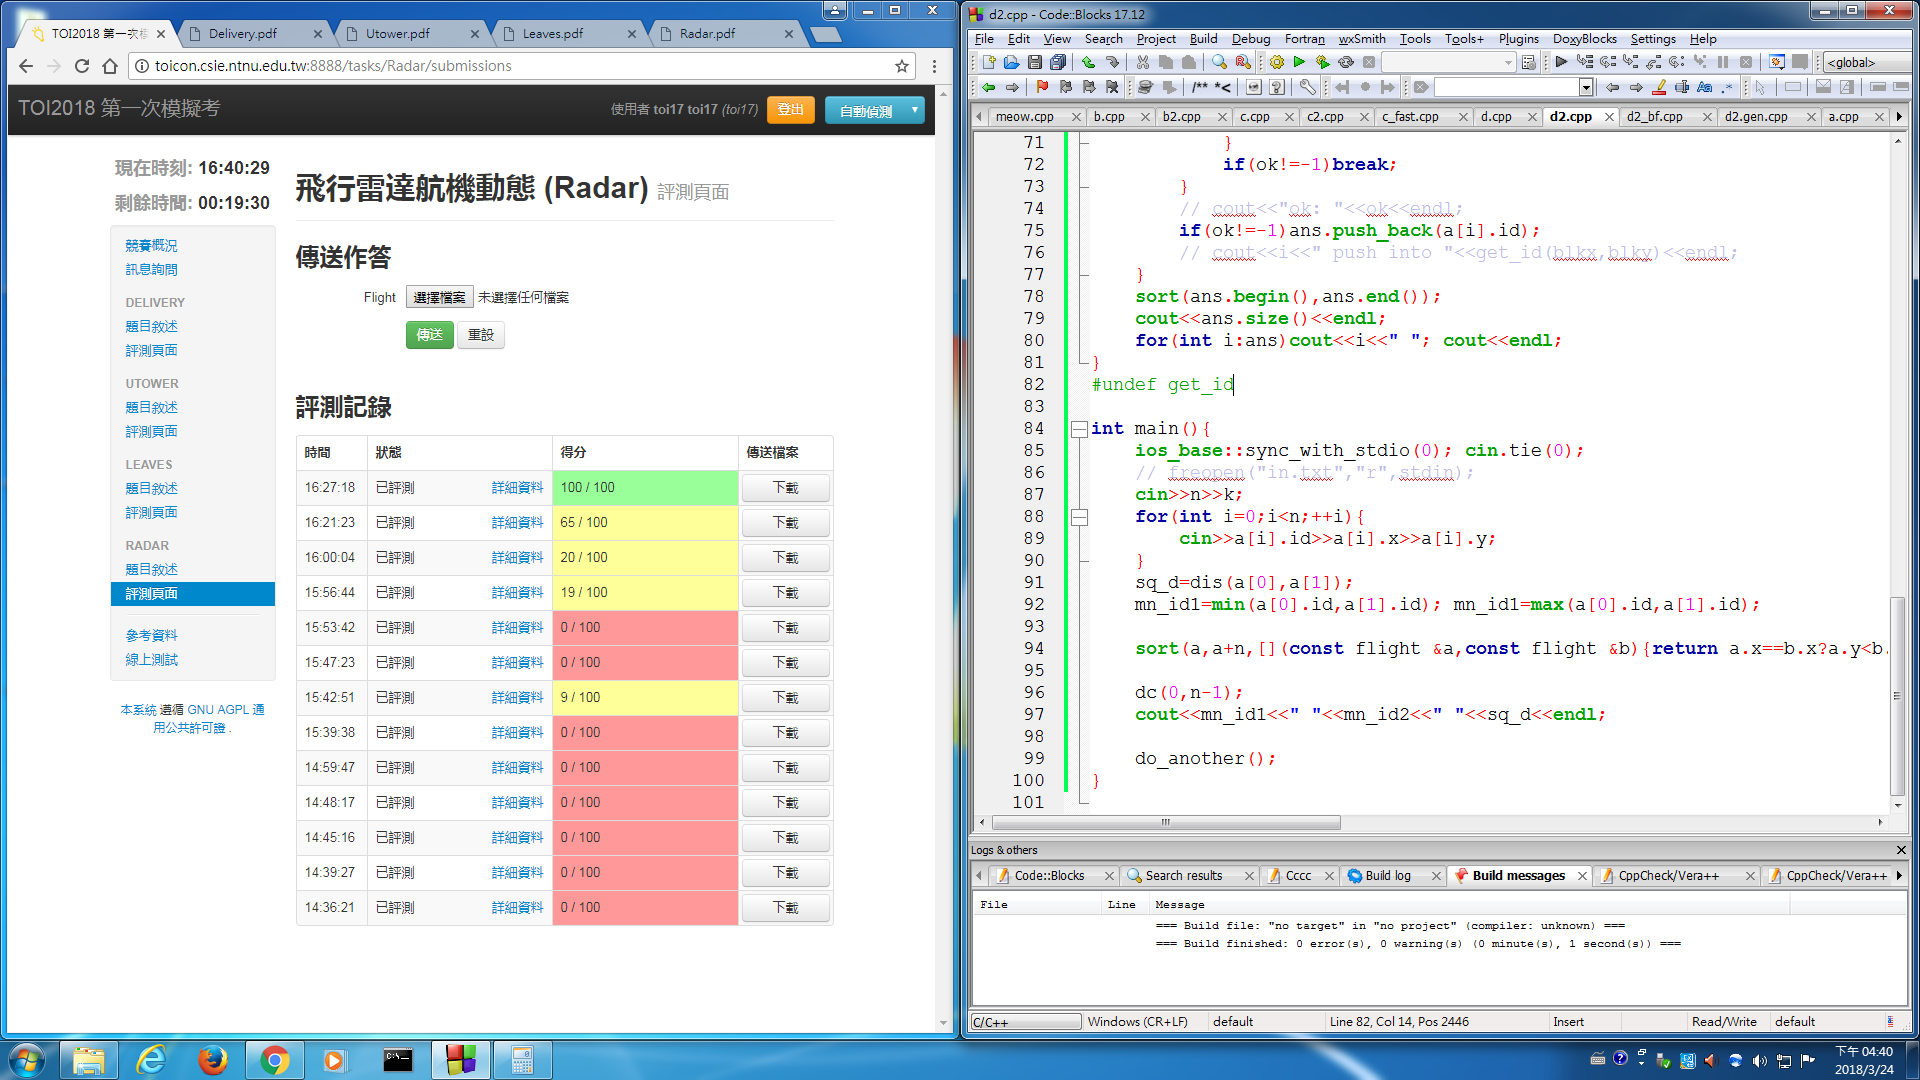 TOI2018 第一次模
Delivery.pdf
Utower.pdf
Leaves.pdf
Radar.pdf
toicon.csie.ntnu.edu.tw:8888/tasks/Radar/submissions
TOI2018 第一次模擬考
使用者 toi17 toi17 (toi17)
登出
自動偵測
現在時刻: 16:40:29
剩餘時間: 00:19:30
競賽概況
訊息詢問
DELIVERY
題目敘述
評測頁面
UTOWER
題目敘述
評測頁面
LEAVES
題目敘述
評測頁面
RADAR
題目敘述
評測頁面
參考資料
線上測試
本系統 遵循 GNU AGPL 通
用公共許可證 .
飛行雷達航機動態 (Radar) 評測頁面
傳送作答
Flight 選擇檔案 未選擇任何檔案
傳送 重設
評測記錄
時間 狀態 得分 傳送檔案
16:27:18 已評測 詳細資料 100 / 100 下載
16:21:23 已評測 詳細資料 65 / 100 下載
16:00:04 已評測 詳細資料 20 / 100 下載
15:56:44 已評測 詳細資料 19 / 100 下載
15:53:42 已評測 詳細資料 0 / 100 下載
15:47:23 已評測 詳細資料 0 / 100 下載
15:42:51 已評測 詳細資料 9 / 100 下載
15:39:38 已評測 詳細資料 0 / 100 下載
14:59:47 已評測 詳細資料 0 / 100 下載
14:48:17 已評測 詳細資料 0 / 100 下載
14:45:16 已評測 詳細資料 0 / 100 下載
14:39:27 已評測 詳細資料 0 / 100 下載
14:36:21 已評測 詳細資料 0 / 100 下載
d2.cpp - Code::Blocks 17.12
File Edit View Search Project Build Debug Fortran wxSmith Tools Tools+ Plugins DoxyBlocks Settings Help
<global>
meow.cpp b.cpp b2.cpp c.cpp c2.cpp c_fast.cpp d.cpp d2.cpp d2_bf.cpp d2.gen.cpp a.cpp
71 }
72 if(ok!=-1)break;
73 }
74 // cout<<"ok: "<<ok<<endl;
75 if(ok!=-1)ans.push_back(a[i].id);
76 // cout<<i<<" push into "<<get_id(blkx,blky)<<endl;
77 }
78 sort(ans.begin(),ans.end());
79 cout<<ans.size()<<endl;
80 for(int i:ans)cout<<i<<" "; cout<<endl;
81 }
82 #undef get_id
83
84 int main(){
85 ios_base::sync_with_stdio(0); cin.tie(0);
86 // freopen("in.txt","r",stdin);
87 cin>>n>>k;
88 for(int i=0;i<n;++i){
89 cin>>a[i].id>>a[i].x>>a[i].y;
90 }
91 sq_d=dis(a[0],a[1]);
92 mn_id1=min(a[0].id,a[1].id); mn_id1=max(a[0].id,a[1].id);
93
94 sort(a,a+n,[](const flight &a,const flight &b){return a.x==b.x?a.y<b.
95
96 dc(0,n-1);
97 cout<<mn_id1<<" "<<mn_id2<<" "<<sq_d<<endl;
98
99 do_another();
100 }
101
Logs & others
Code::Blocks Search results Cccc Build log Build messages CppCheck/Vera++ CppCheck/Vera++
File Line Message
=== Build file: "no target" in "no project" (compiler: unknown) ===
=== Build finished: 0 error(s), 0 warning(s) (0 minute(s), 1 second(s)) ===
C/C++ Windows (CR+LF) default Line 82, Col 14, Pos 2446 Insert Read/Write default
下午 04:40
2018/3/24